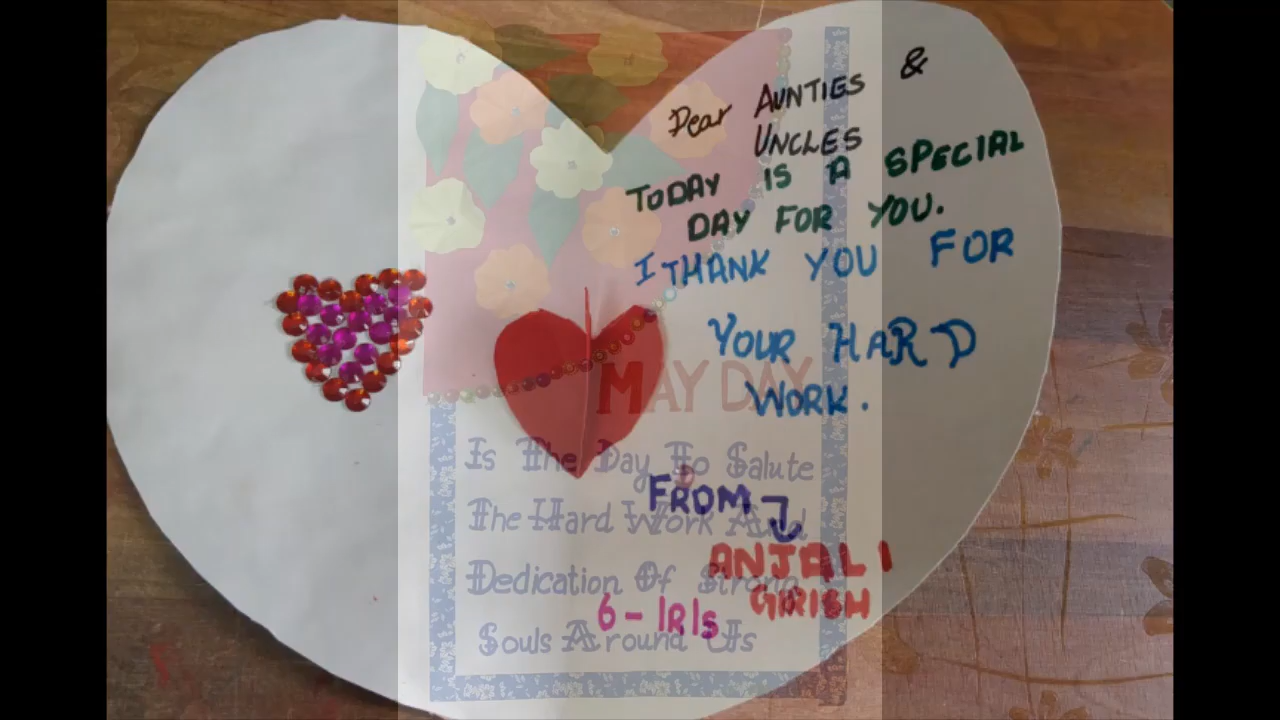 Dear AUNTIES &
UNCLES
TODAY IS A SPECIAL
DAY FOR YOU.
I THANK YOU FOR
YOUR HARD
WORK.
FROM
ANJALI
GIRISH
6-IRIS
MAY DAY
Is The Day To Salute
The Hard Work And
Dedication Of Strong
Souls Around Us